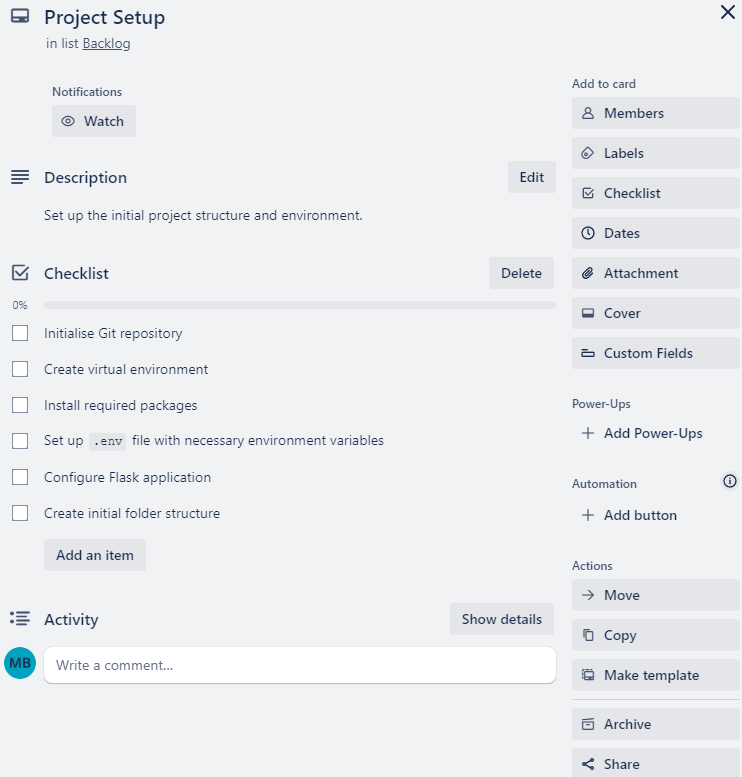 Project Setup
in list Backlog
Notifications
Watch
Description
Edit
Set up the initial project structure and environment.
Checklist
Delete
0%
Initialise Git repository
Create virtual environment
Install required packages
Set up .env file with necessary environment variables
Configure Flask application
Create initial folder structure
Add an item
Activity
Show details
MB
Write a comment...
Add to card
Members
Labels
Checklist
Dates
Attachment
Cover
Custom Fields
Power-Ups
Add Power-Ups
Automation
Add button
Actions
Move
Copy
Make template
Archive
Share